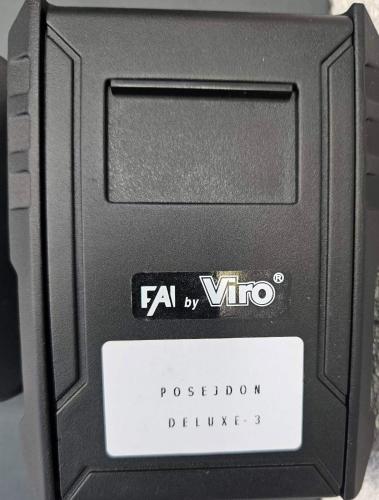 FAI by Viro®
POSEJDON
DELUXE-3